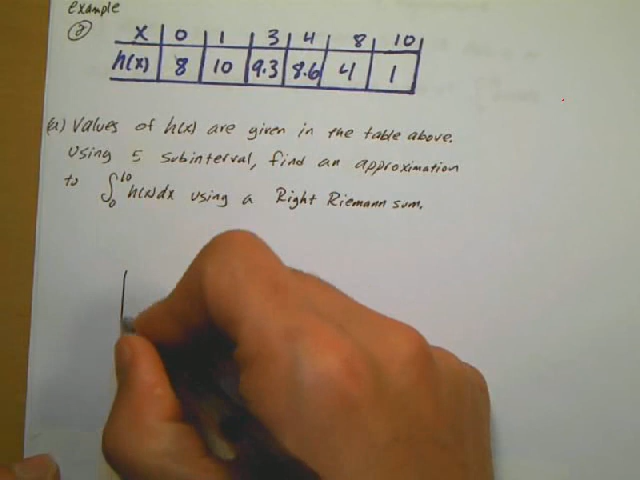 example
② x 0 1 3 4 8 10
h(x) 8 10 9.3 8.6 4 1
(a) Values of h(x) are given in the table above.
Using 5 subinterval, find an approximation
to ∫₀¹⁰ h(x)dx using a Right Riemann sum.